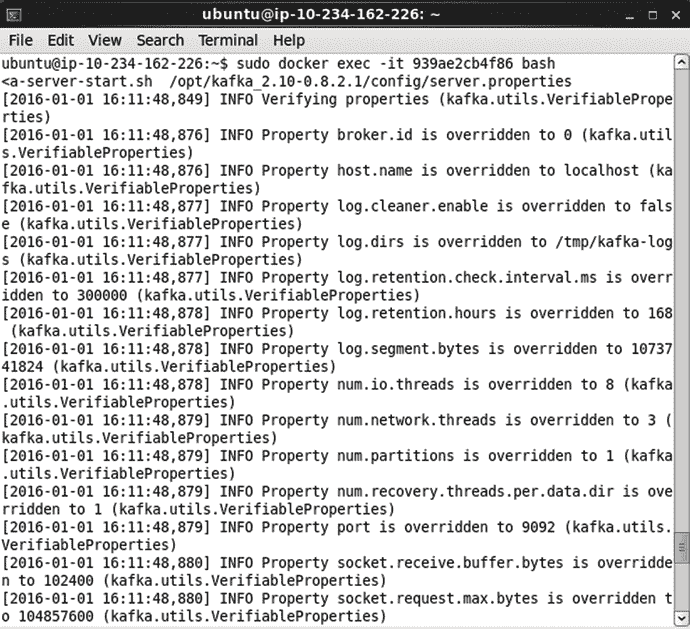 ubuntu@ip-10-234-162-226: ~
File Edit View Search Terminal Help
ubuntu@ip-10-234-162-226:~$ sudo docker exec -it 939ae2cb4f86 bash
<a-server-start.sh  /opt/kafka_2.10-0.8.2.1/config/server.properties
[2016-01-01 16:11:48,849] INFO Verifying properties (kafka.utils.VerifiablePrope
rties)
[2016-01-01 16:11:48,876] INFO Property broker.id is overridden to 0 (kafka.util
s.VerifiableProperties)
[2016-01-01 16:11:48,876] INFO Property host.name is overridden to localhost (ka
fka.utils.VerifiableProperties)
[2016-01-01 16:11:48,877] INFO Property log.cleaner.enable is overridden to fals
e (kafka.utils.VerifiableProperties)
[2016-01-01 16:11:48,877] INFO Property log.dirs is overridden to /tmp/kafka-log
s (kafka.utils.VerifiableProperties)
[2016-01-01 16:11:48,877] INFO Property log.retention.check.interval.ms is overr
idden to 300000 (kafka.utils.VerifiableProperties)
[2016-01-01 16:11:48,878] INFO Property log.retention.hours is overridden to 168
 (kafka.utils.VerifiableProperties)
[2016-01-01 16:11:48,878] INFO Property log.segment.bytes is overridden to 10737
41824 (kafka.utils.VerifiableProperties)
[2016-01-01 16:11:48,878] INFO Property num.io.threads is overridden to 8 (kafka
.utils.VerifiableProperties)
[2016-01-01 16:11:48,879] INFO Property num.network.threads is overridden to 3 (
kafka.utils.VerifiableProperties)
[2016-01-01 16:11:48,879] INFO Property num.partitions is overridden to 1 (kafka
.utils.VerifiableProperties)
[2016-01-01 16:11:48,879] INFO Property num.recovery.threads.per.data.dir is ove
rridden to 1 (kafka.utils.VerifiableProperties)
[2016-01-01 16:11:48,879] INFO Property port is overridden to 9092 (kafka.utils.
VerifiableProperties)
[2016-01-01 16:11:48,880] INFO Property socket.receive.buffer.bytes is overridde
n to 102400 (kafka.utils.VerifiableProperties)
[2016-01-01 16:11:48,880] INFO Property socket.request.max.bytes is overridden t
o 104857600 (kafka.utils.VerifiableProperties)